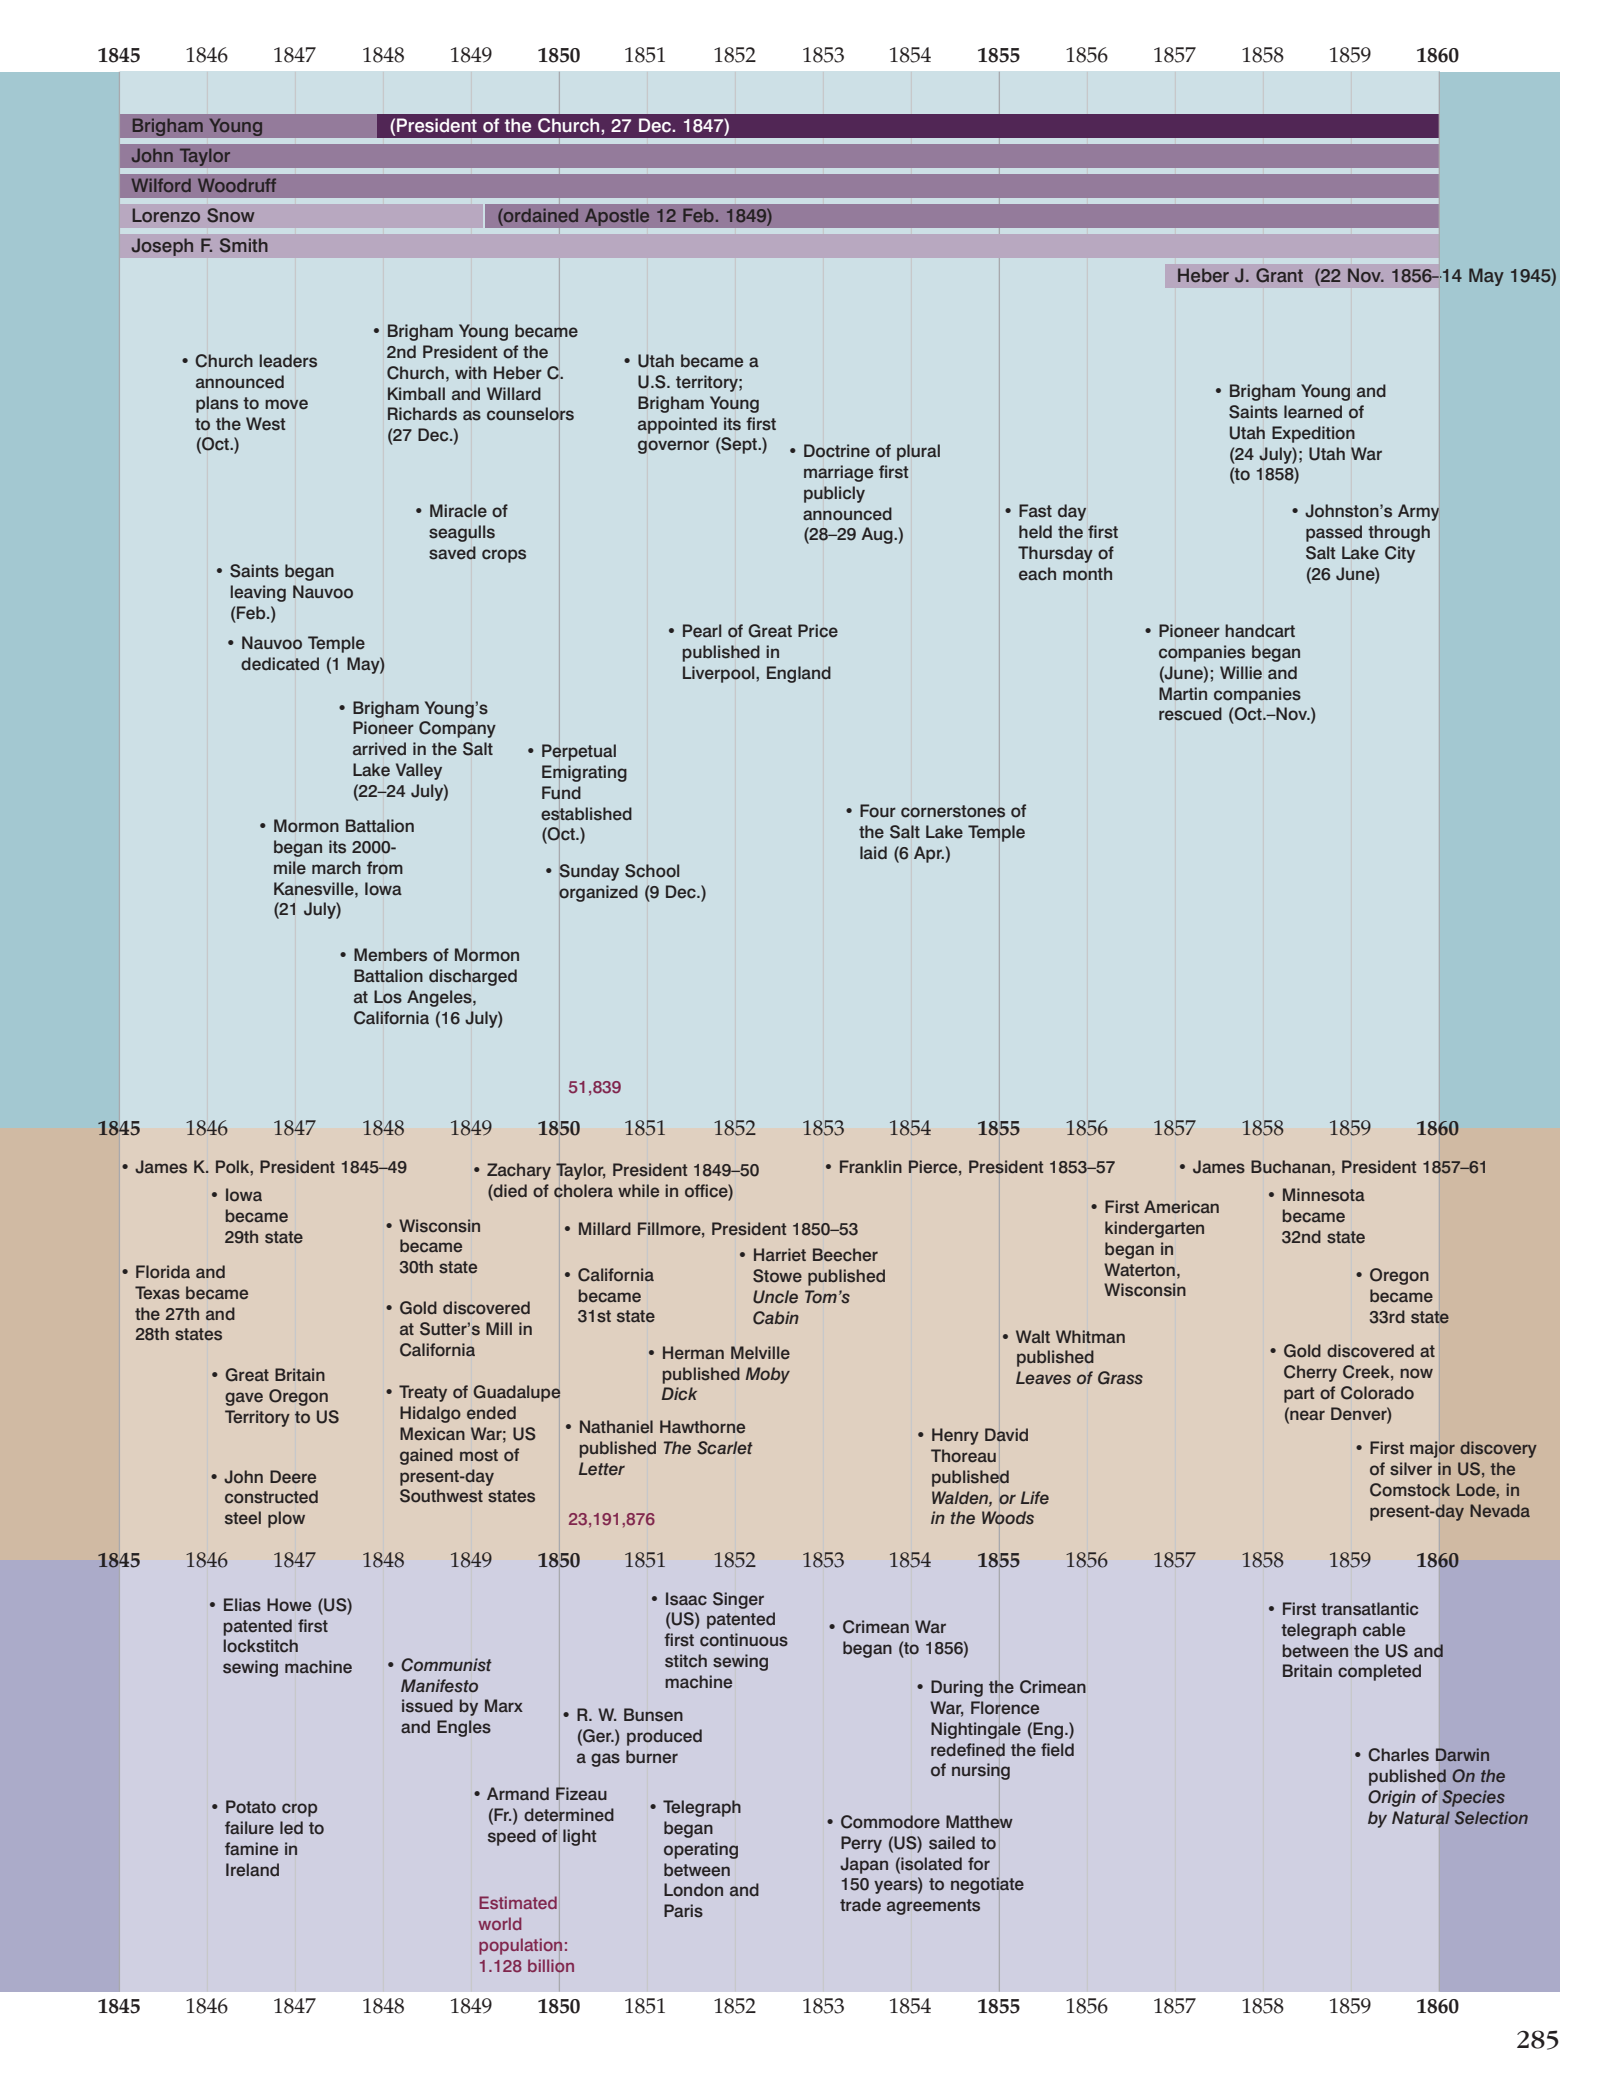 1845 1846 1847 1848 1849 1850 1851 1852 1853 1854 1855 1856 1857 1858 1859 1860
Brigham Young (President of the Church, 27 Dec. 1847)
John Taylor
Wilford Woodruff
Lorenzo Snow (ordained Apostle 12 Feb. 1849)
Joseph F. Smith
Heber J. Grant (22 Nov. 1856–14 May 1945)
• Church leaders
announced
plans to move
to the West
(Oct.)
• Brigham Young became
2nd President of the
Church, with Heber C.
Kimball and Willard
Richards as counselors
(27 Dec.)
• Utah became a
U.S. territory;
Brigham Young
appointed its first
governor (Sept.)
• Doctrine of plural
marriage first
publicly
announced
(28–29 Aug.)
• Brigham Young and
Saints learned of
Utah Expedition
(24 July); Utah War
(to 1858)
• Miracle of
seagulls
saved crops
• Fast day
held the first
Thursday of
each month
• Johnston's Army
passed through
Salt Lake City
(26 June)
• Saints began
leaving Nauvoo
(Feb.)
• Nauvoo Temple
dedicated (1 May)
• Pearl of Great Price
published in
Liverpool, England
• Pioneer handcart
companies began
(June); Willie and
Martin companies
rescued (Oct.–Nov.)
• Brigham Young's
Pioneer Company
arrived in the Salt
Lake Valley
(22–24 July)
• Perpetual
Emigrating
Fund
established
(Oct.)
• Mormon Battalion
began its 2000-
mile march from
Kanesville, Iowa
(21 July)
• Four cornerstones of
the Salt Lake Temple
laid (6 Apr.)
• Sunday School
organized (9 Dec.)
• Members of Mormon
Battalion discharged
at Los Angeles,
California (16 July)
51,839
1845 1846 1847 1848 1849 1850 1851 1852 1853 1854 1855 1856 1857 1858 1859 1860
• James K. Polk, President 1845–49
• Zachary Taylor, President 1849–50
(died of cholera while in office)
• Franklin Pierce, President 1853–57
• James Buchanan, President 1857–61
• Iowa
became
29th state
• Wisconsin
became
30th state
• Millard Fillmore, President 1850–53
• First American
kindergarten
began in
Waterton,
Wisconsin
• Minnesota
became
32nd state
• Florida and
Texas became
the 27th and
28th states
• Gold discovered
at Sutter's Mill in
California
• California
became
31st state
• Harriet Beecher
Stowe published
Uncle Tom's
Cabin
• Oregon
became
33rd state
• Great Britain
gave Oregon
Territory to US
• Treaty of Guadalupe
Hidalgo ended
Mexican War; US
gained most of
present-day
Southwest states
• Herman Melville
published Moby
Dick
• Walt Whitman
published
Leaves of Grass
• Gold discovered at
Cherry Creek, now
part of Colorado
(near Denver)
• John Deere
constructed
steel plow
• Nathaniel Hawthorne
published The Scarlet
Letter
• Henry David
Thoreau
published
Walden, or Life
in the Woods
• First major discovery
of silver in US, the
Comstock Lode, in
present-day Nevada
23,191,876
1845 1846 1847 1848 1849 1850 1851 1852 1853 1854 1855 1856 1857 1858 1859 1860
• Elias Howe (US)
patented first
lockstitch
sewing machine
• Communist
Manifesto
issued by Marx
and Engles
• Isaac Singer
(US) patented
first continuous
stitch sewing
machine
• Crimean War
began (to 1856)
• First transatlantic
telegraph cable
between the US and
Britain completed
• R. W. Bunsen
(Ger.) produced
a gas burner
• During the Crimean
War, Florence
Nightingale (Eng.)
redefined the field
of nursing
• Charles Darwin
published On the
Origin of Species
by Natural Selection
• Potato crop
failure led to
famine in
Ireland
• Armand Fizeau
(Fr.) determined
speed of light
• Telegraph
began
operating
between
London and
Paris
• Commodore Matthew
Perry (US) sailed to
Japan (isolated for
150 years) to negotiate
trade agreements
Estimated
world
population:
1.128 billion
1845 1846 1847 1848 1849 1850 1851 1852 1853 1854 1855 1856 1857 1858 1859 1860
285